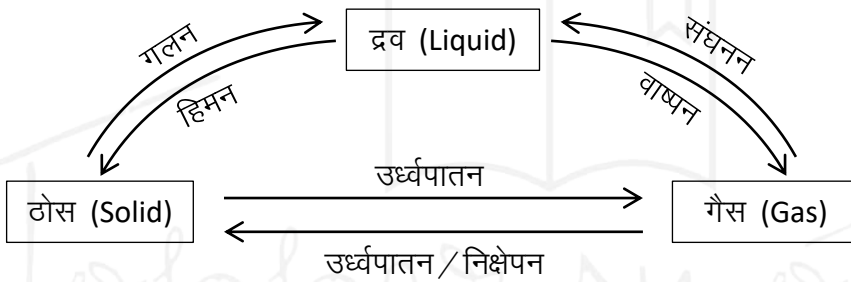 द्रव (Liquid)
गलन
हिमन
संघनन
वाष्पन
ठोस (Solid)
उर्ध्वपातन
गैस (Gas)
उर्ध्वपातन / निक्षेपन